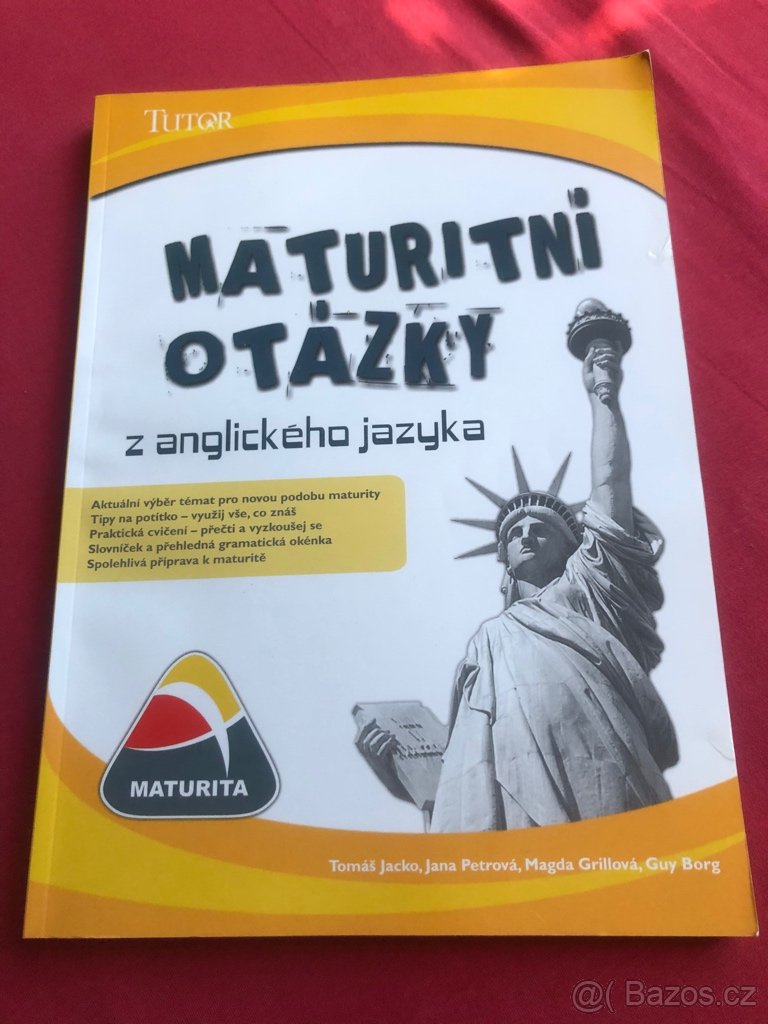 TUTOR
MATURITNÍ
OTÁZKY
z anglického jazyka
Aktuální výběr témat pro novou podobu maturity
Tipy na potítko – využij vše, co znáš
Praktická cvičení – přečti a vyzkoušej se
Slovníček a přehledná gramatická okénka
Spolehlivá příprava k maturitě
MATURITA
Tomáš Jacko, Jana Petrová, Magda Grillová, Guy Borg
@( Bazos.cz